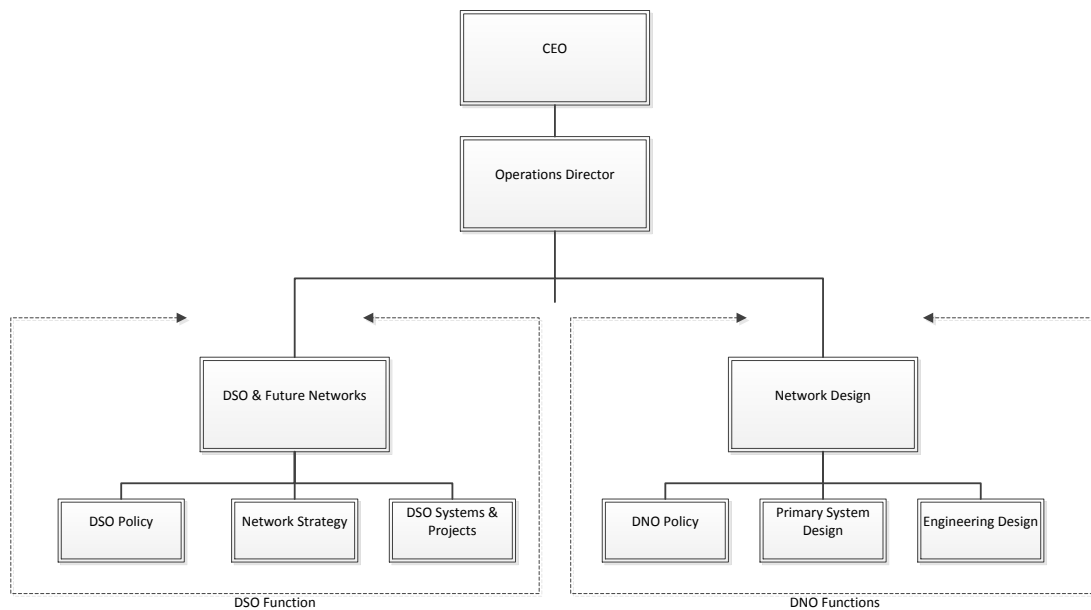 CEO
Operations Director
DSO & Future Networks
Network Design
DSO Policy
Network Strategy
DSO Systems &
Projects
DNO Policy
Primary System
Design
Engineering Design
DSO Function
DNO Functions